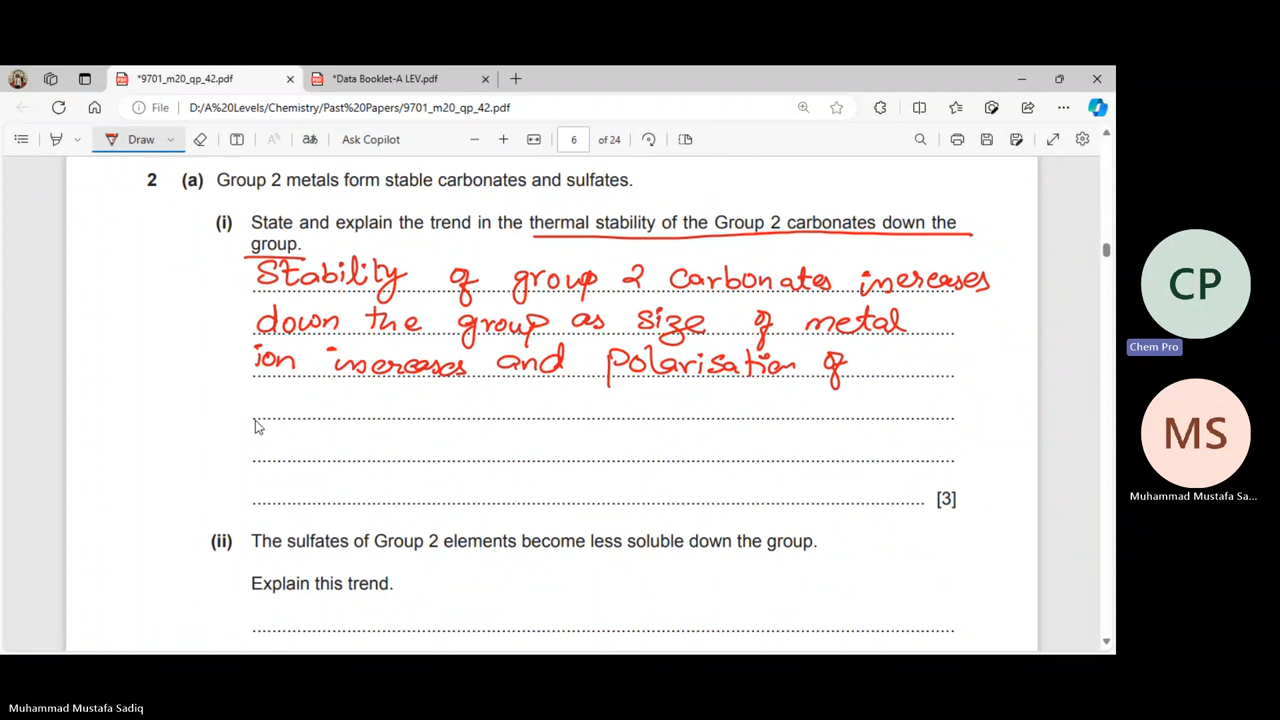 *9701_m20_qp_42.pdf
*Data Booklet-A LEV.pdf
File D:/A%20Levels/Chemistry/Past%20Papers/9701_m20_qp_42.pdf
Draw aあ Ask Copilot 6 of 24
2 (a) Group 2 metals form stable carbonates and sulfates.
(i) State and explain the trend in the thermal stability of the Group 2 carbonates down the
group.
Stability of group 2 carbonates increases
down the group as size of metal
ion increases and polarisation of
[3]
(ii) The sulfates of Group 2 elements become less soluble down the group.
Explain this trend.
CP
Chem Pro
MS
Muhammad Mustafa Sa...
Muhammad Mustafa Sadiq